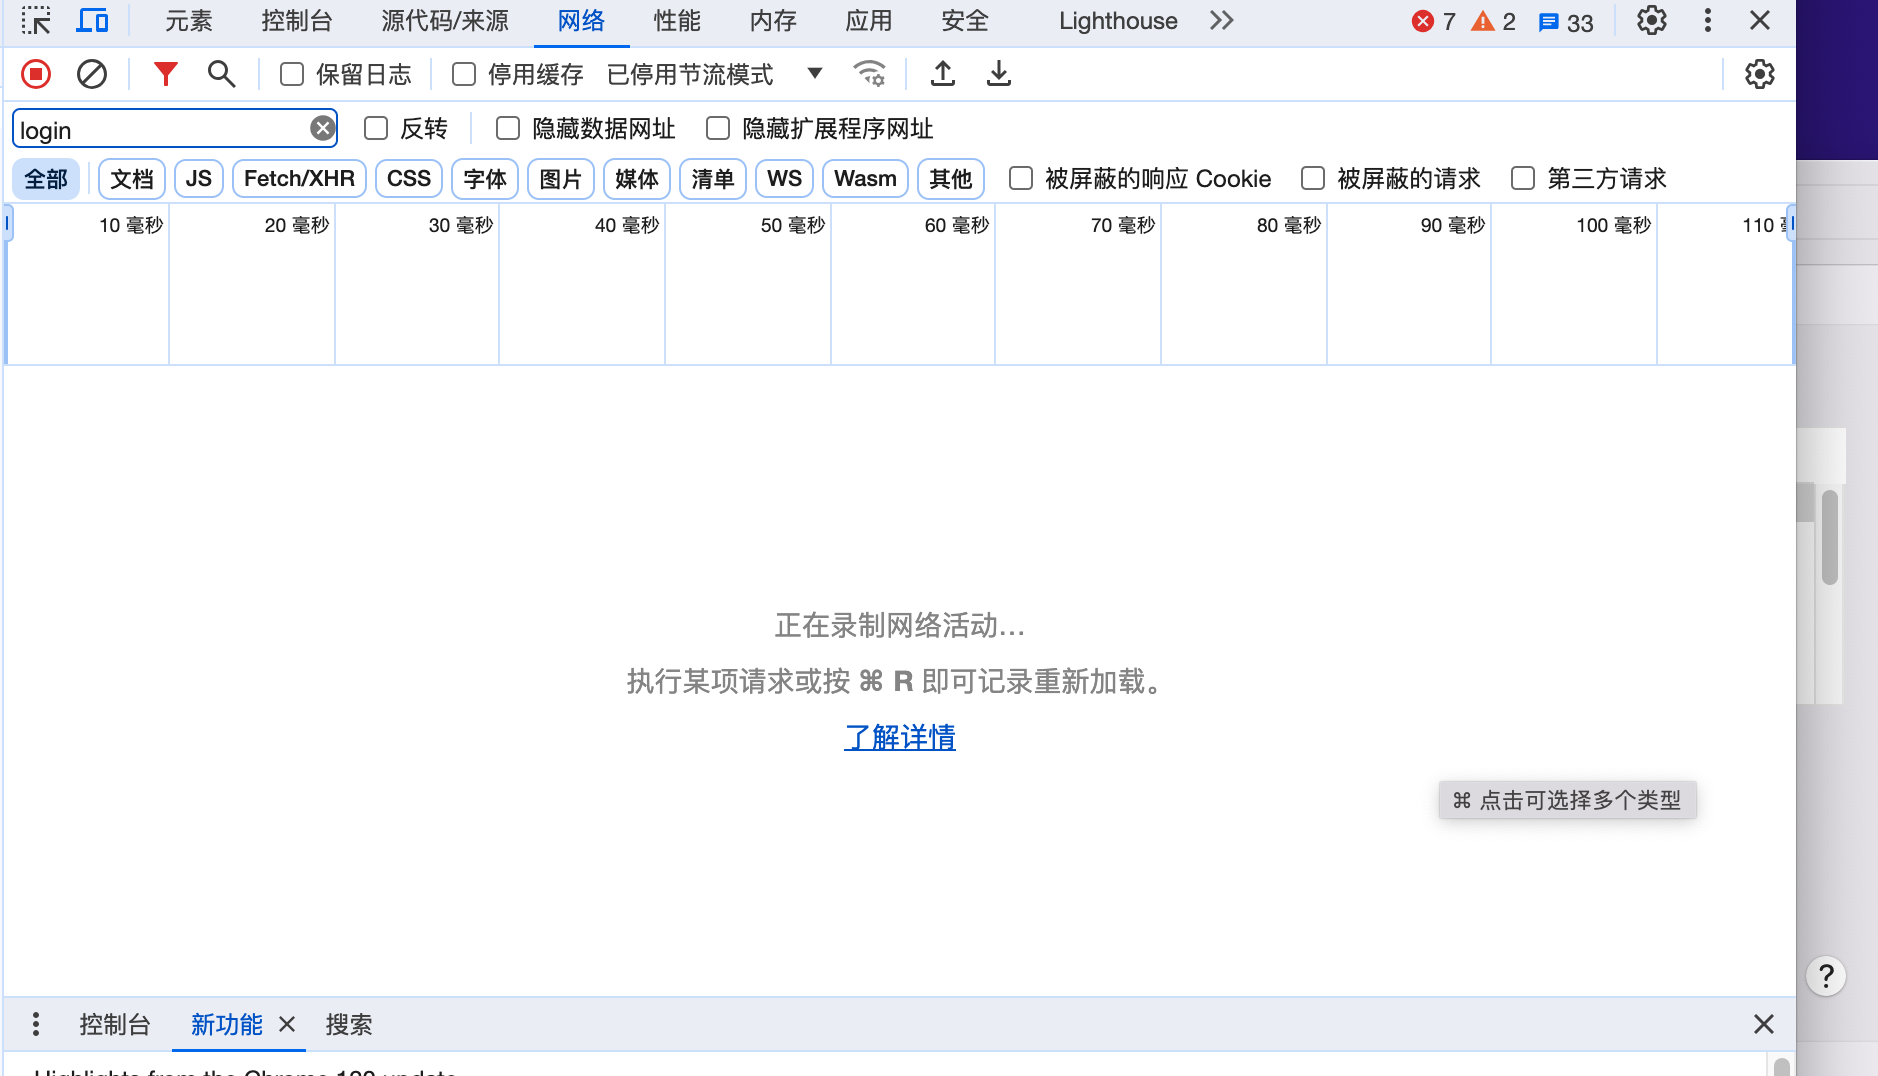 元素 控制台 源代码/来源 网络 性能 内存 应用 安全 Lighthouse 7 2 33
保留日志 停用缓存 已停用节流模式
login 反转 隐藏数据网址 隐藏扩展程序网址
全部 文档 JS Fetch/XHR CSS 字体 图片 媒体 清单 WS Wasm 其他 被屏蔽的响应 Cookie 被屏蔽的请求 第三方请求
10 毫秒 20 毫秒 30 毫秒 40 毫秒 50 毫秒 60 毫秒 70 毫秒 80 毫秒 90 毫秒 100 毫秒 110
正在录制网络活动…
执行某项请求或按 ⌘ R 即可记录重新加载。
了解详情
⌘ 点击可选择多个类型
?
控制台 新功能 搜索
Highlights from the Chrome 129 update